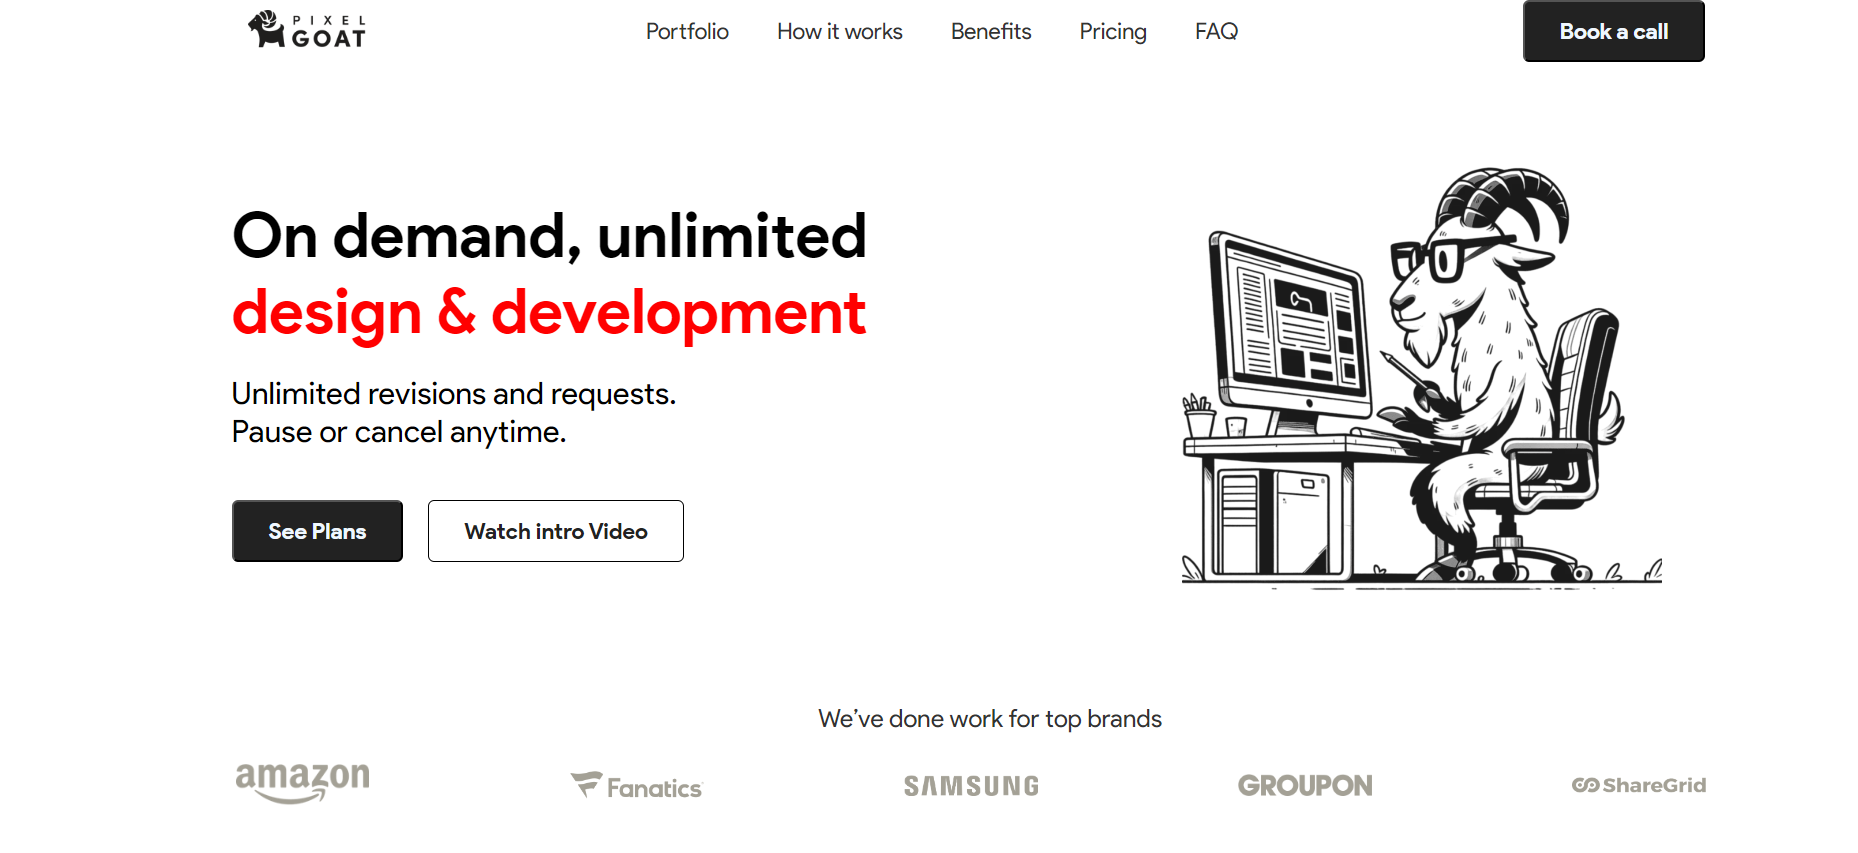 PIXEL
GOAT
Portfolio
How it works
Benefits
Pricing
FAQ
Book a call
On demand, unlimited
design & development
Unlimited revisions and requests.
Pause or cancel anytime.
See Plans
Watch intro Video
We’ve done work for top brands
amazon
Fanatics
SAMSUNG
GROUPON
ShareGrid